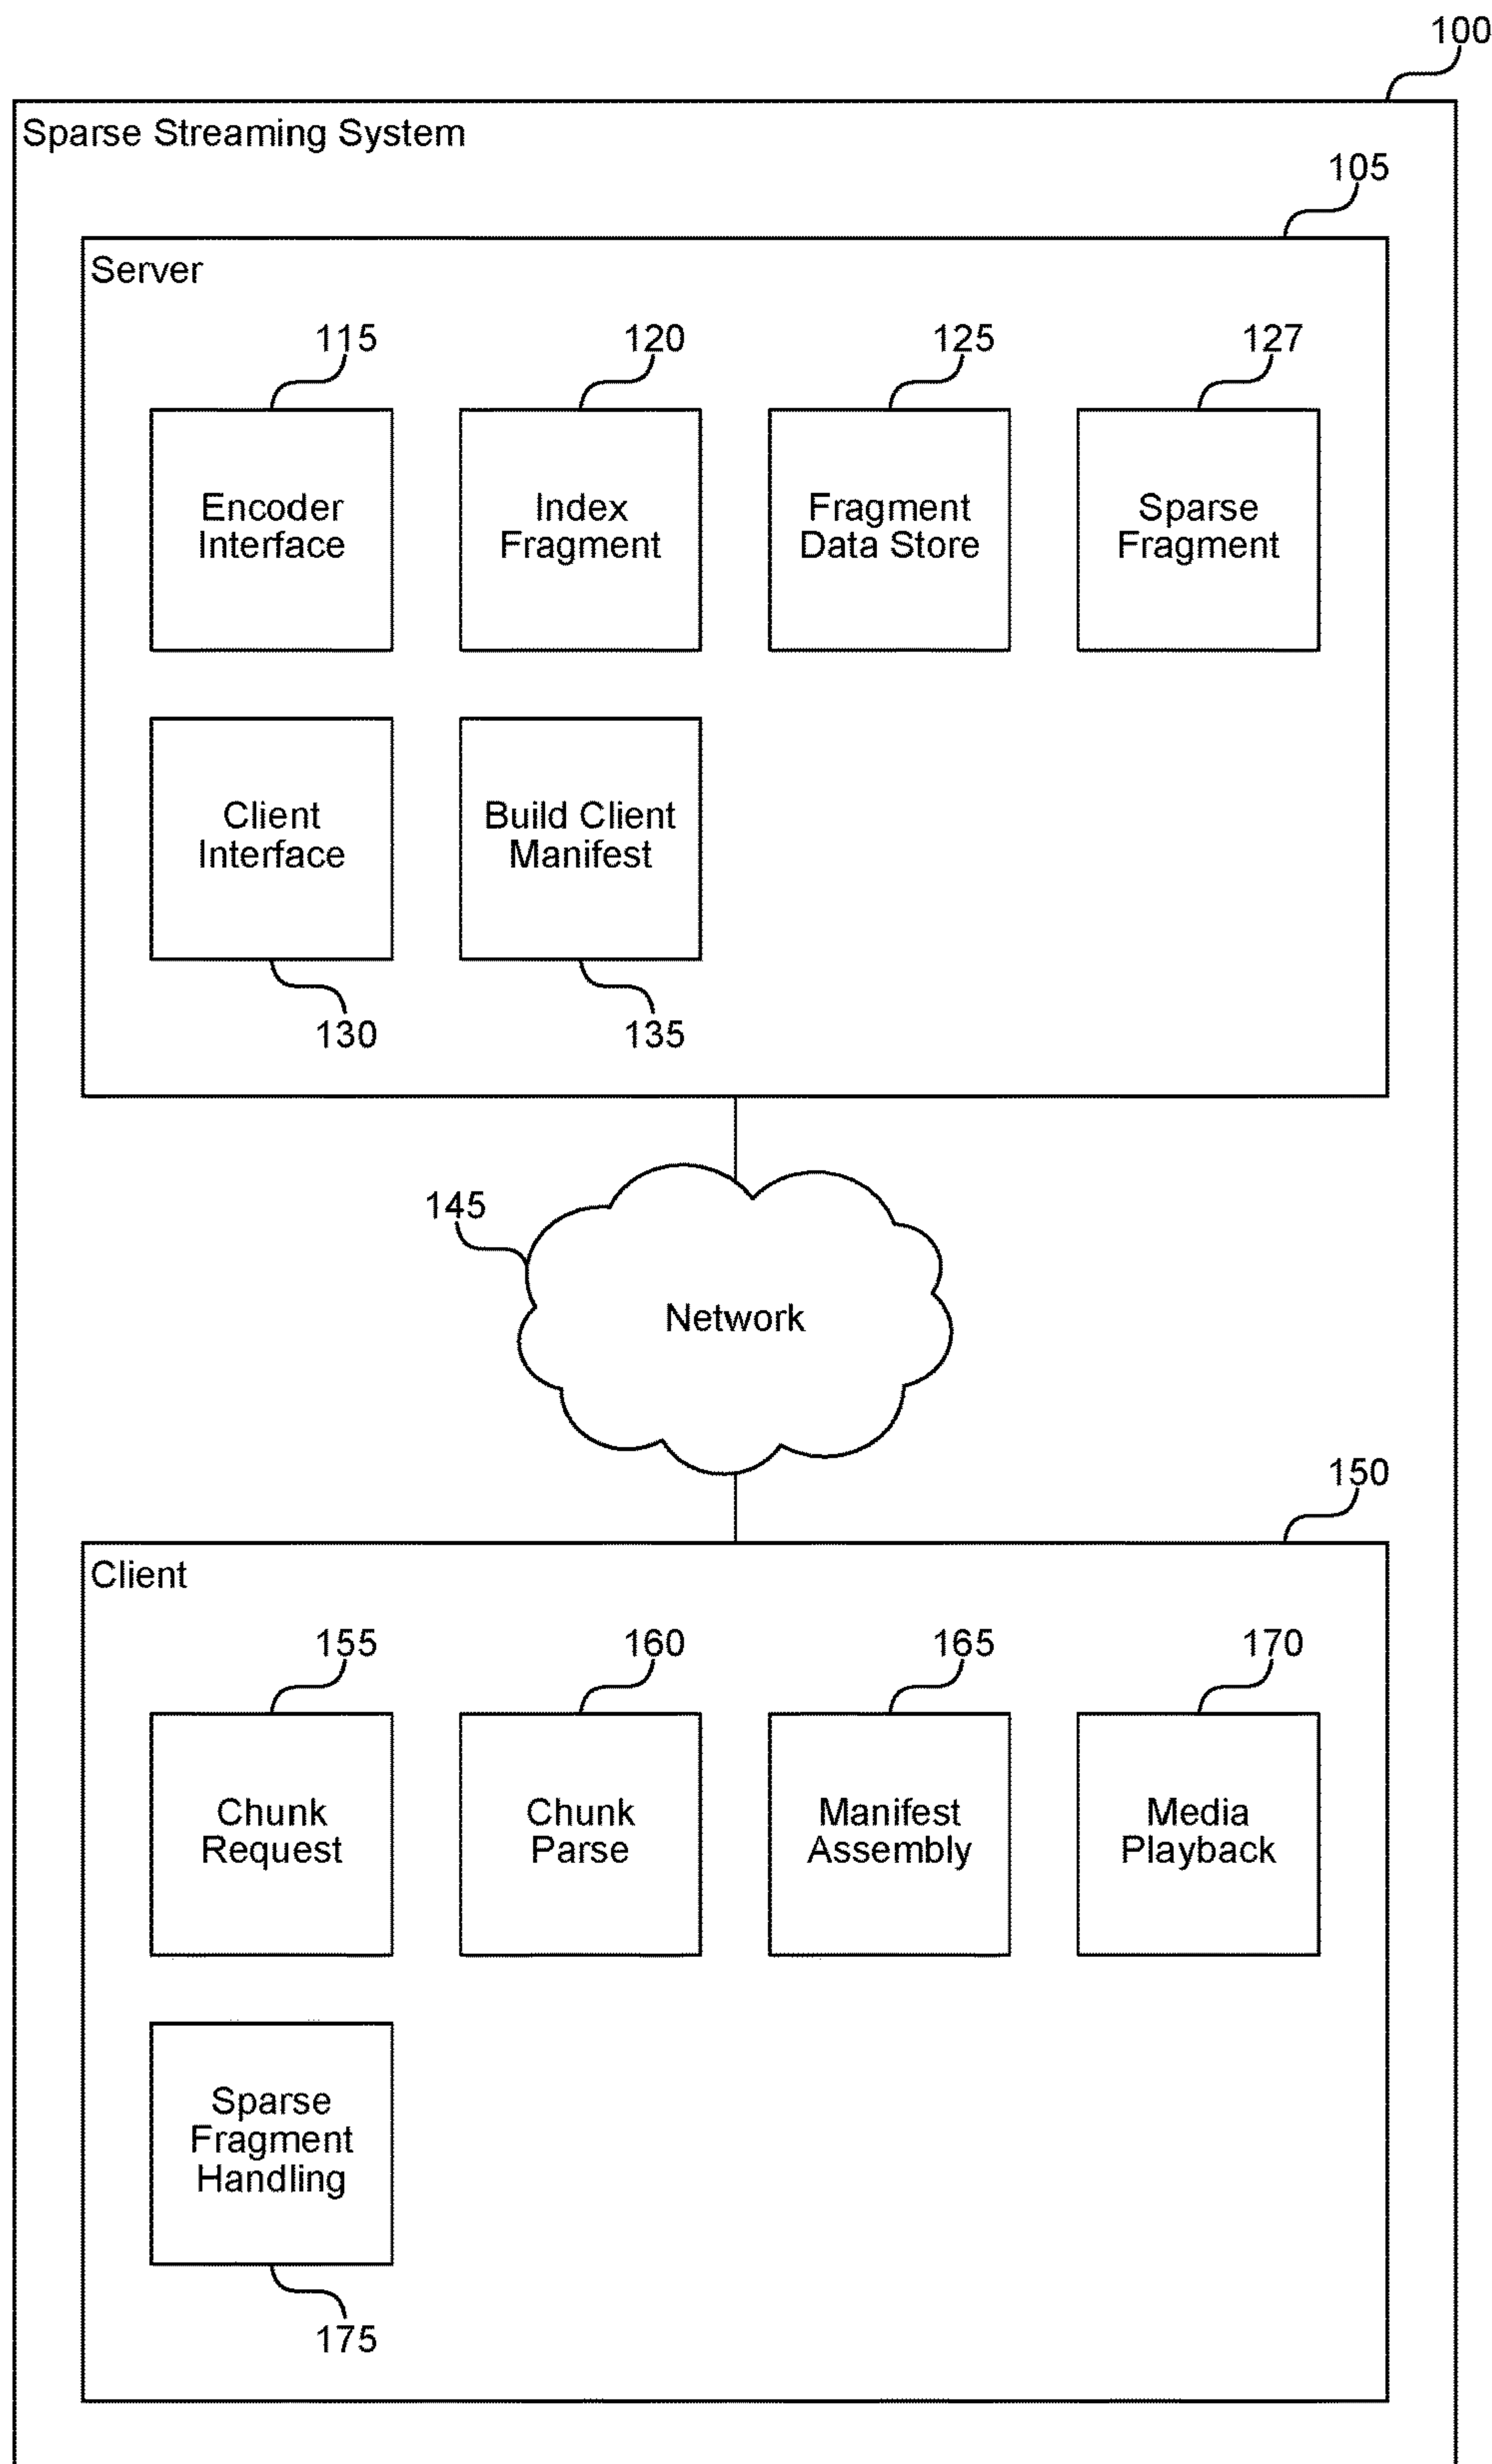 100
Sparse Streaming System
105
Server
115
120
125
127
Encoder
Interface
Index
Fragment
Fragment
Data Store
Sparse
Fragment
Client
Interface
Build Client
Manifest
130
135
145
Network
150
Client
155
160
165
170
Chunk
Request
Chunk
Parse
Manifest
Assembly
Media
Playback
Sparse
Fragment
Handling
175